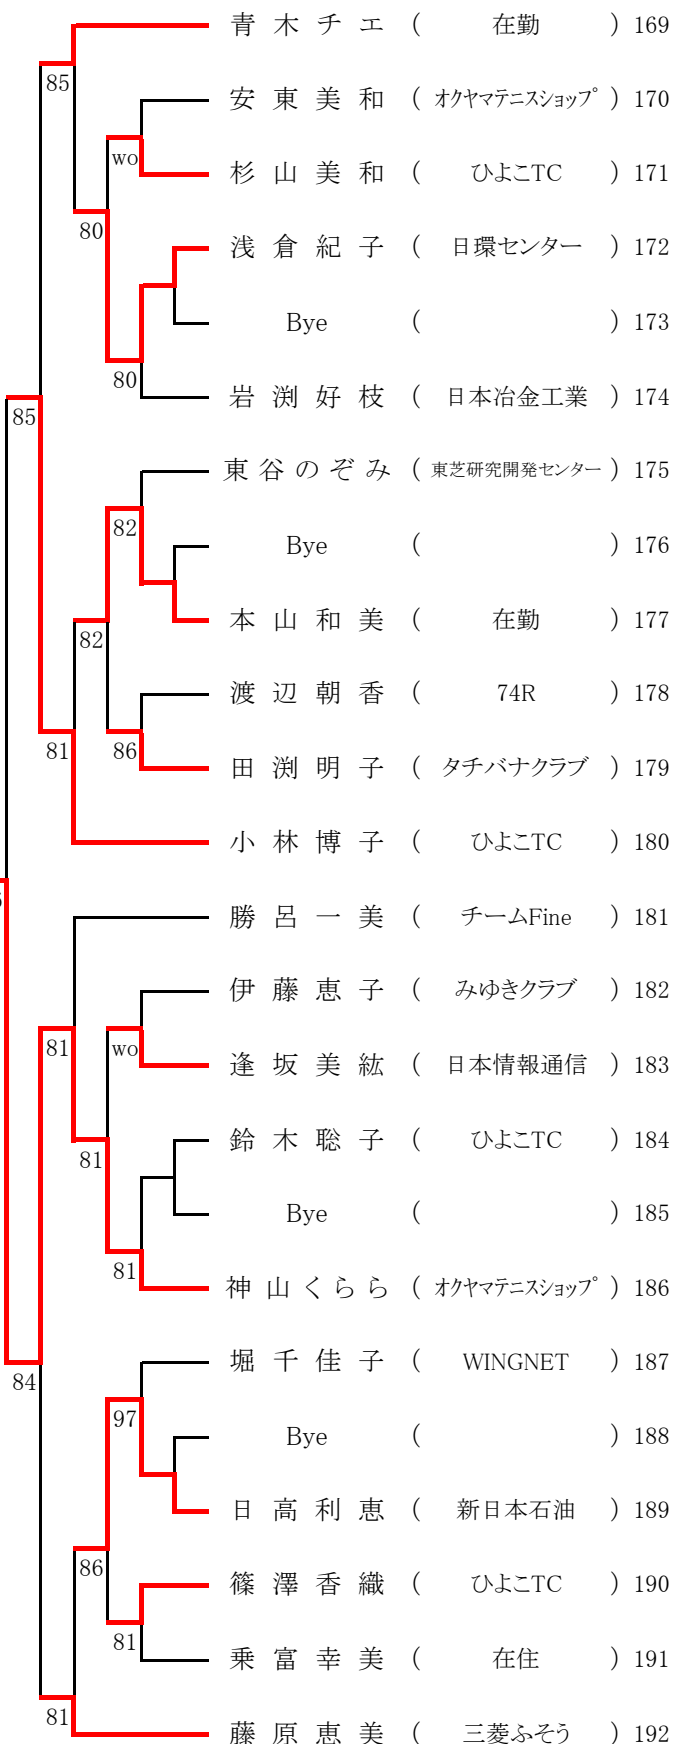 青木チエ ( 在勤 ) 169
85
安東美和 ( オクヤマテニスショップ ) 170
wo
杉山美和 ( ひよこTC ) 171
80
浅倉紀子 ( 日環センター ) 172
Bye ( ) 173
80
岩渕好枝 ( 日本冶金工業 ) 174
85
東谷のぞみ ( 東芝研究開発センター ) 175
82
Bye ( ) 176
本山和美 ( 在勤 ) 177
82
渡辺朝香 ( 74R ) 178
81 86
田渕明子 ( タチバナクラブ ) 179
小林博子 ( ひよこTC ) 180
勝呂一美 ( チームFine ) 181
伊藤恵子 ( みゆきクラブ ) 182
81 wo
逢坂美紘 ( 日本情報通信 ) 183
鈴木聡子 ( ひよこTC ) 184
81
Bye ( ) 185
81
神山くらら ( オクヤマテニスショップ ) 186
堀千佳子 ( WINGNET ) 187
84
97
Bye ( ) 188
日高利恵 ( 新日本石油 ) 189
86
篠澤香織 ( ひよこTC ) 190
81
乗富幸美 ( 在住 ) 191
81
藤原恵美 ( 三菱ふそう ) 192